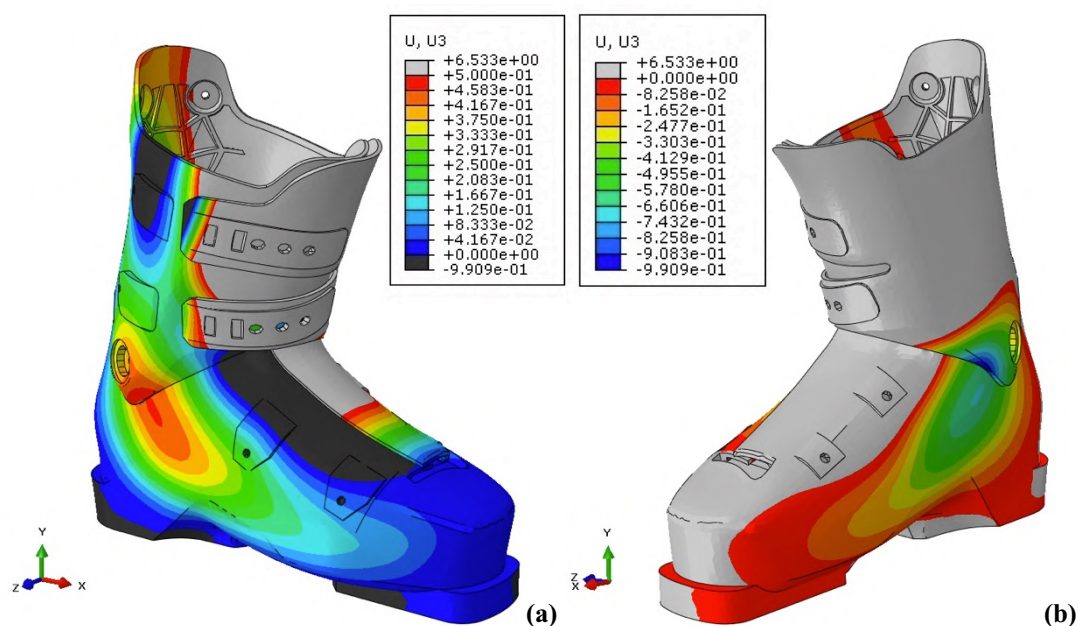 U, U3
+6.533e+00
+5.000e-01
+4.583e-01
+4.167e-01
+3.750e-01
+3.333e-01
+2.917e-01
+2.500e-01
+2.083e-01
+1.667e-01
+1.250e-01
+8.333e-02
+4.167e-02
+0.000e+00
-9.909e-01
U, U3
+6.533e+00
+0.000e+00
-8.258e-02
-1.652e-01
-2.477e-01
-3.303e-01
-4.129e-01
-4.955e-01
-5.780e-01
-6.606e-01
-7.432e-01
-8.258e-01
-9.083e-01
-9.909e-01
Y
Z
X
(a)
Y
Z
X
(b)